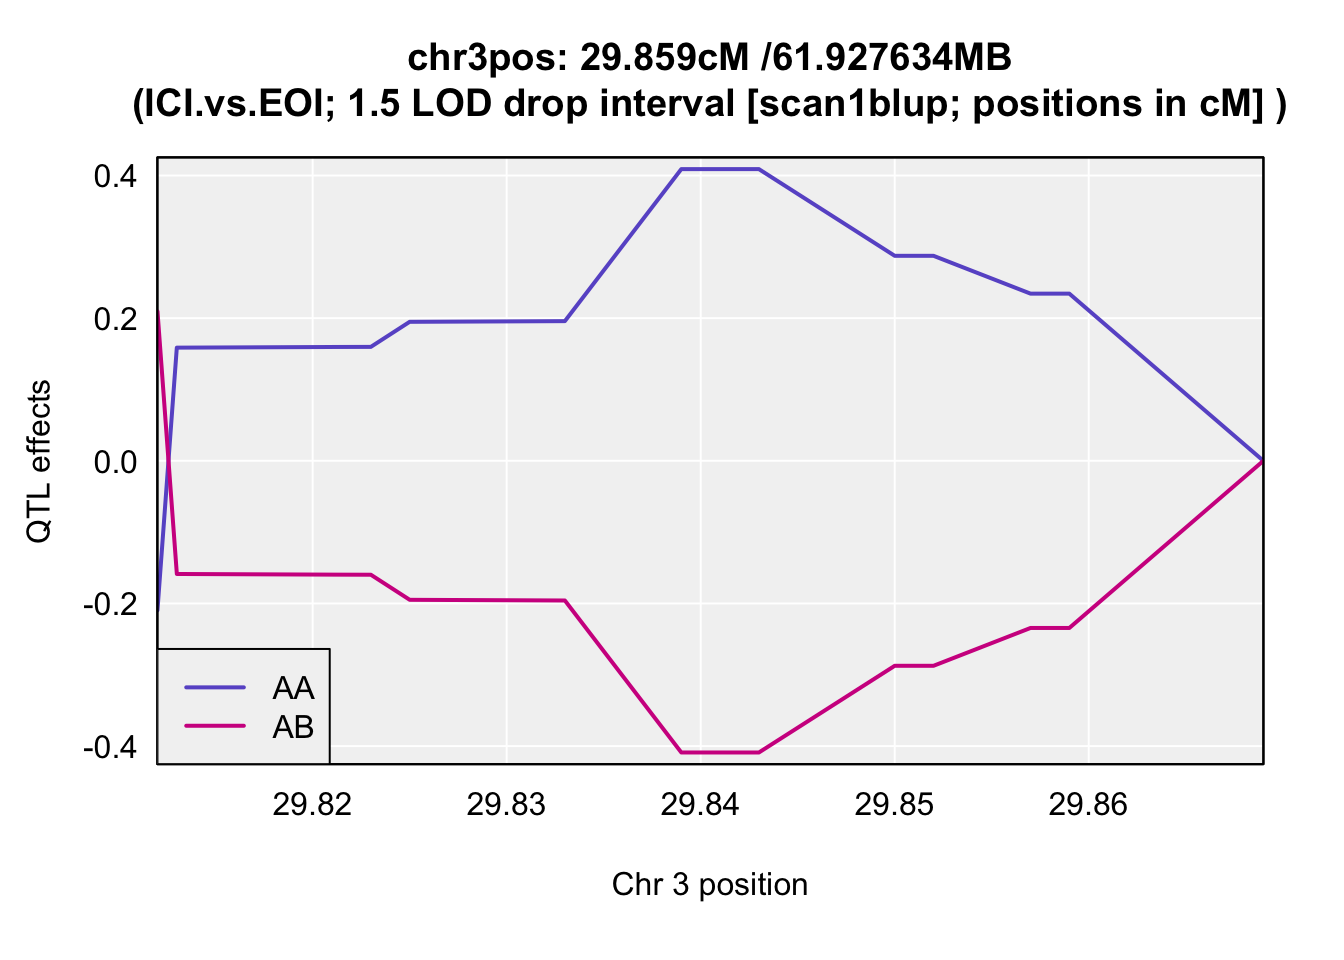 chr3pos: 29.859cM /61.927634MB
(ICI.vs.EOI; 1.5 LOD drop interval [scan1blup; positions in cM] )
QTL effects
0.4
0.2
0.0
-0.2
-0.4
AA
AB
29.82 29.83 29.84 29.85 29.86
Chr 3 position